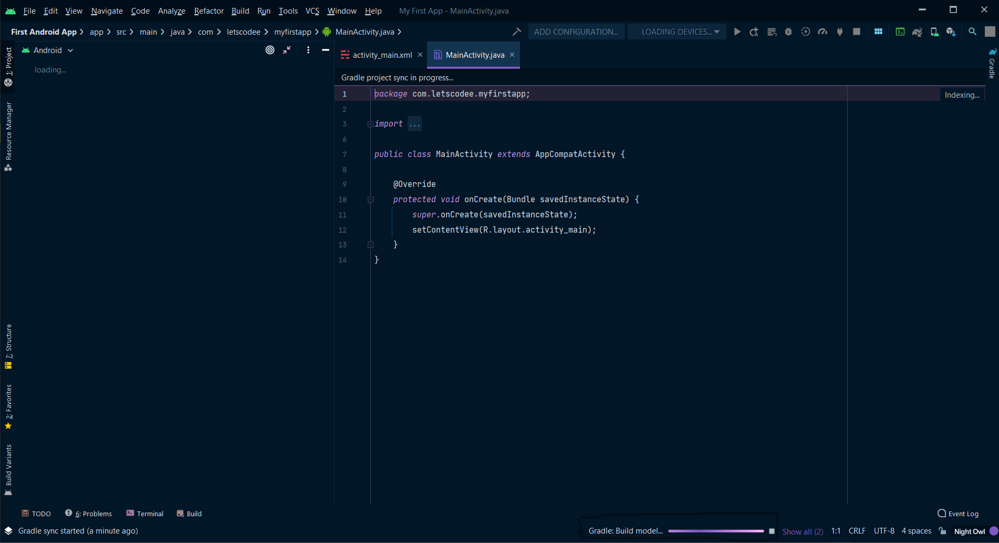 File Edit View Navigate Code Analyze Refactor Build Run Tools VCS Window Help My First App - MainActivity.java
First Android App app src main java com letscodee myfirstapp MainActivity.java ADD CONFIGURATION... LOADING DEVICES...
Android
loading...
activity_main.xml MainActivity.java
Gradle project sync in progress...
1 package com.letscodee.myfirstapp;
Indexing...
2
3 import ...
6
7 public class MainActivity extends AppCompatActivity {
8
9 @Override
10 protected void onCreate(Bundle savedInstanceState) {
11 super.onCreate(savedInstanceState);
12 setContentView(R.layout.activity_main);
13 }
14 }
1: Project
Resource Manager
7: Structure
2: Favorites
Build Variants
Gradle
TODO 6: Problems Terminal Build Event Log
Gradle sync started (a minute ago) Gradle: Build model... Show all (2) 1:1 CRLF UTF-8 4 spaces Night Owl